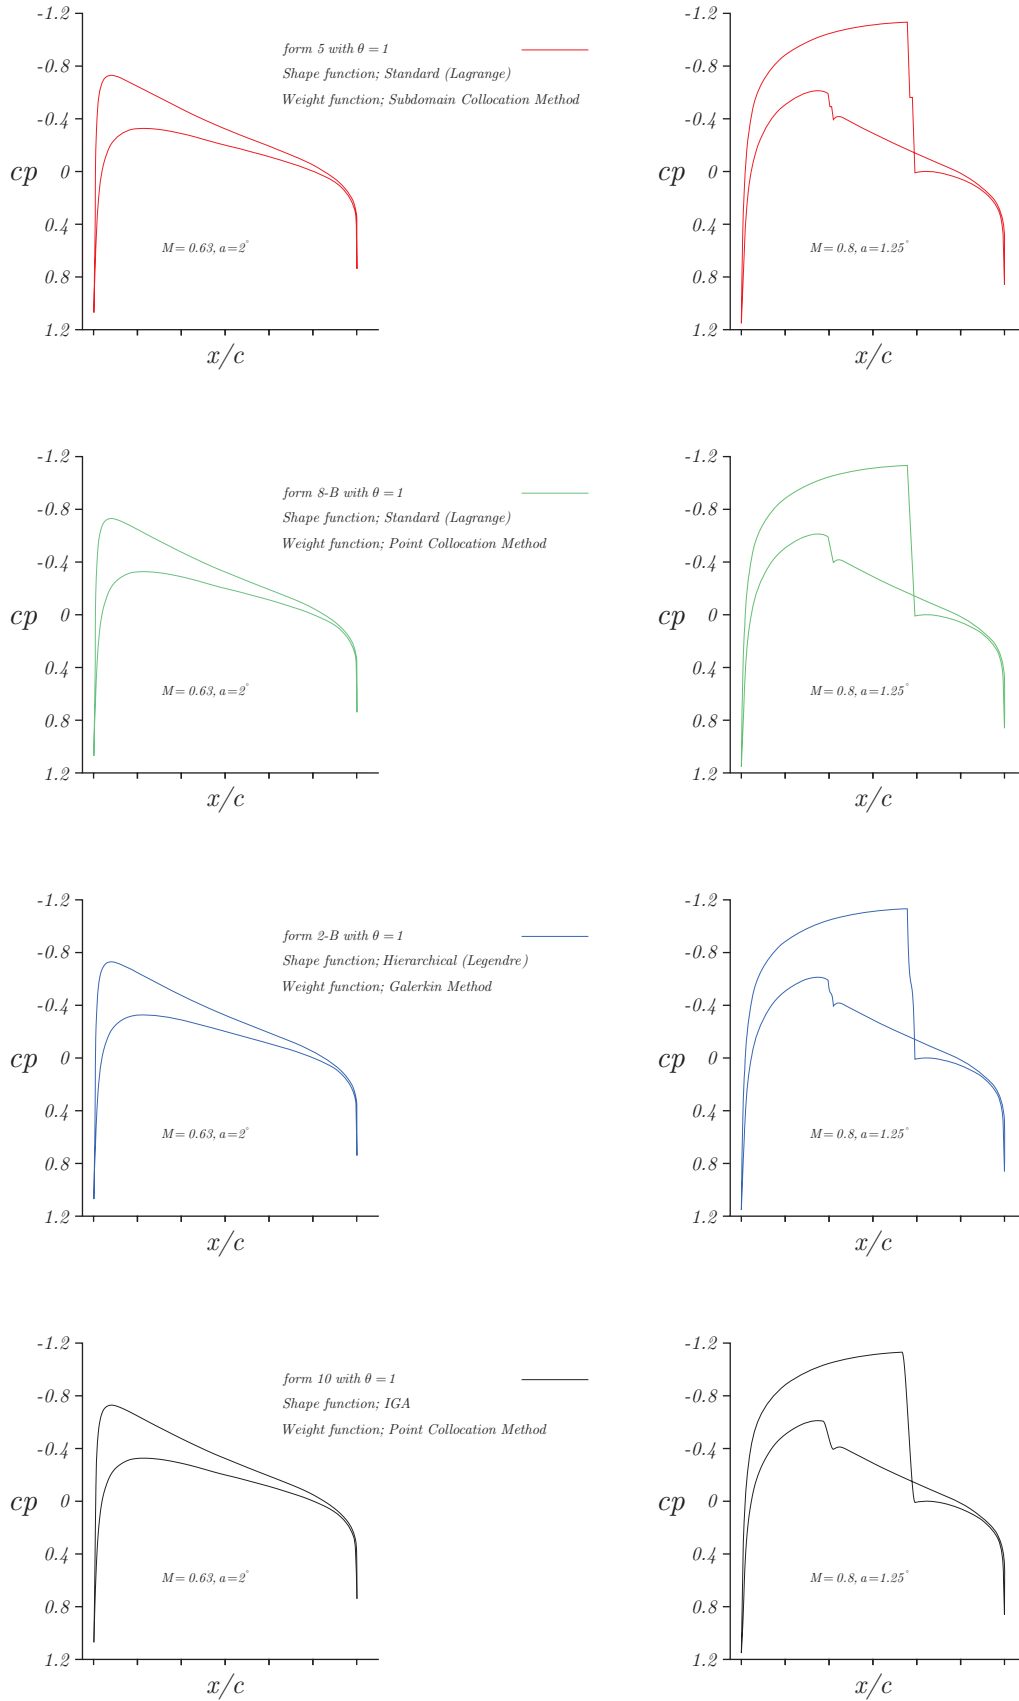 -1.2
-0.8
-0.4
cp
0
0.4
0.8
1.2
x/c
M= 0.63, a=2°
form 5 with θ = 1
Shape function; Standard (Lagrange)
Weight function; Subdomain Collocation Method
-1.2
-0.8
-0.4
cp
0
0.4
0.8
1.2
x/c
M= 0.8, a=1.25°
-1.2
-0.8
-0.4
cp
0
0.4
0.8
1.2
x/c
M= 0.63, a=2°
form 8-B with θ = 1
Shape function; Standard (Lagrange)
Weight function; Point Collocation Method
-1.2
-0.8
-0.4
cp
0
0.4
0.8
1.2
x/c
M= 0.8, a=1.25°
-1.2
-0.8
-0.4
cp
0
0.4
0.8
1.2
x/c
M= 0.63, a=2°
form 2-B with θ = 1
Shape function; Hierarchical (Legendre)
Weight function; Galerkin Method
-1.2
-0.8
-0.4
cp
0
0.4
0.8
1.2
x/c
M= 0.8, a=1.25°
-1.2
-0.8
-0.4
cp
0
0.4
0.8
1.2
x/c
M= 0.63, a=2°
form 10 with θ = 1
Shape function; IGA
Weight function; Point Collocation Method
-1.2
-0.8
-0.4
cp
0
0.4
0.8
1.2
x/c
M= 0.8, a=1.25°